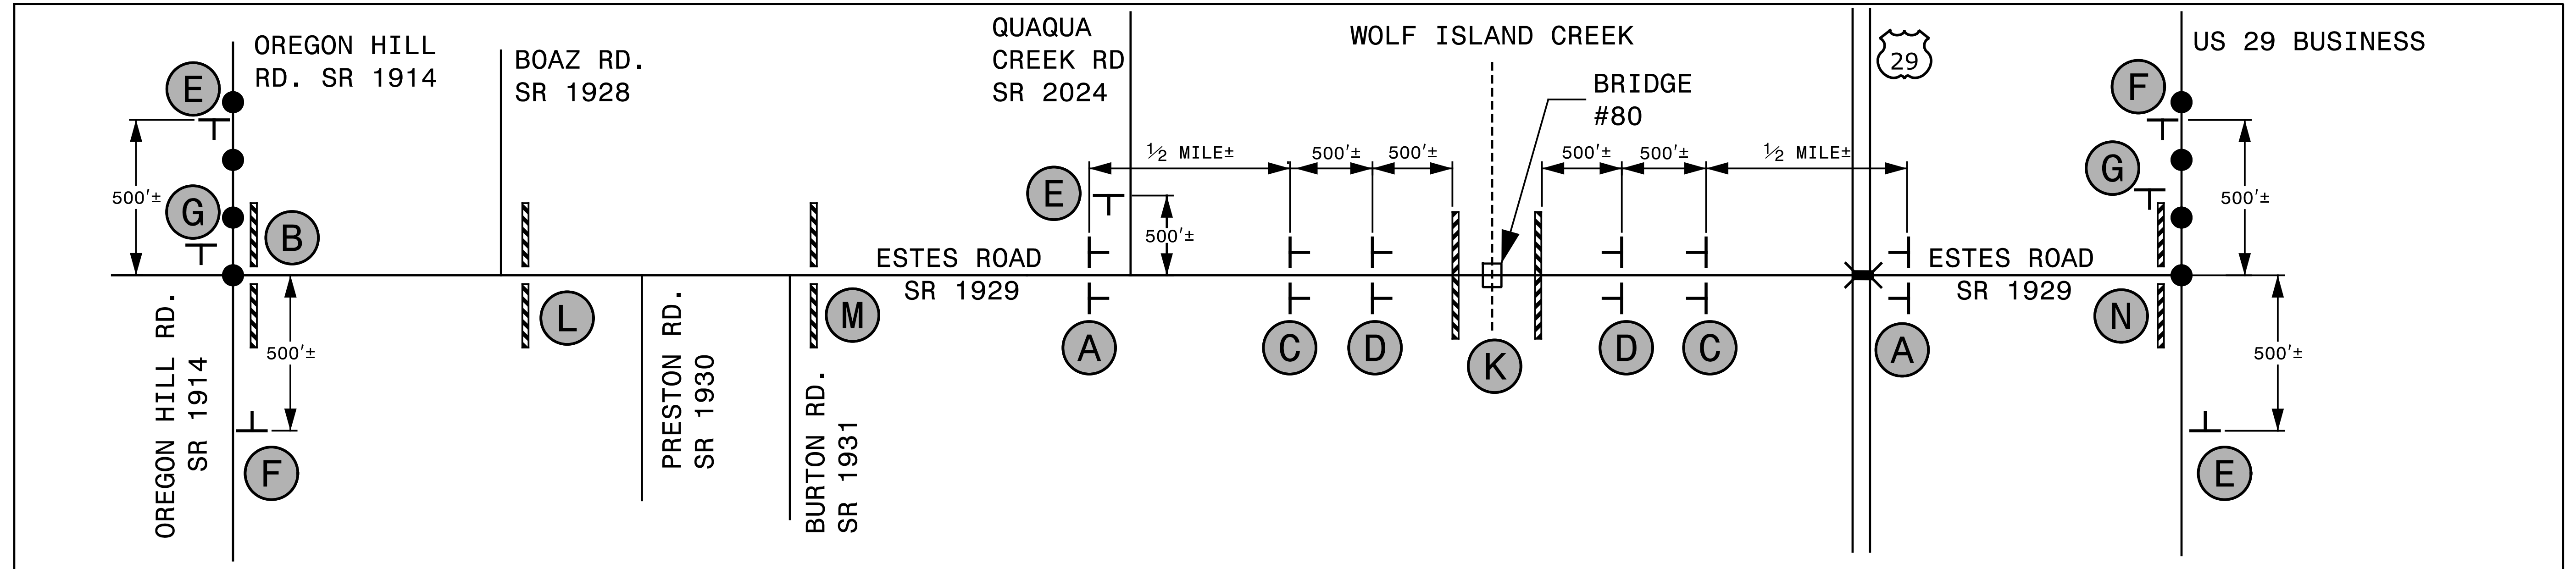 OREGON HILL
RD. SR 1914
BOAZ RD.
SR 1928
QUAQUA
CREEK RD
SR 2024
WOLF ISLAND CREEK
BRIDGE
#80
29
US 29 BUSINESS
E
500'±
G
B
500'±
F
OREGON HILL RD.
SR 1914
L
PRESTON RD.
SR 1930
M
BURTON RD.
SR 1931
ESTES ROAD
SR 1929
E
500'±
½ MILE±
500'±
500'±
500'±
500'±
½ MILE±
A
C
D
K
D
C
A
ESTES ROAD
SR 1929
F
G
500'±
N
500'±
E